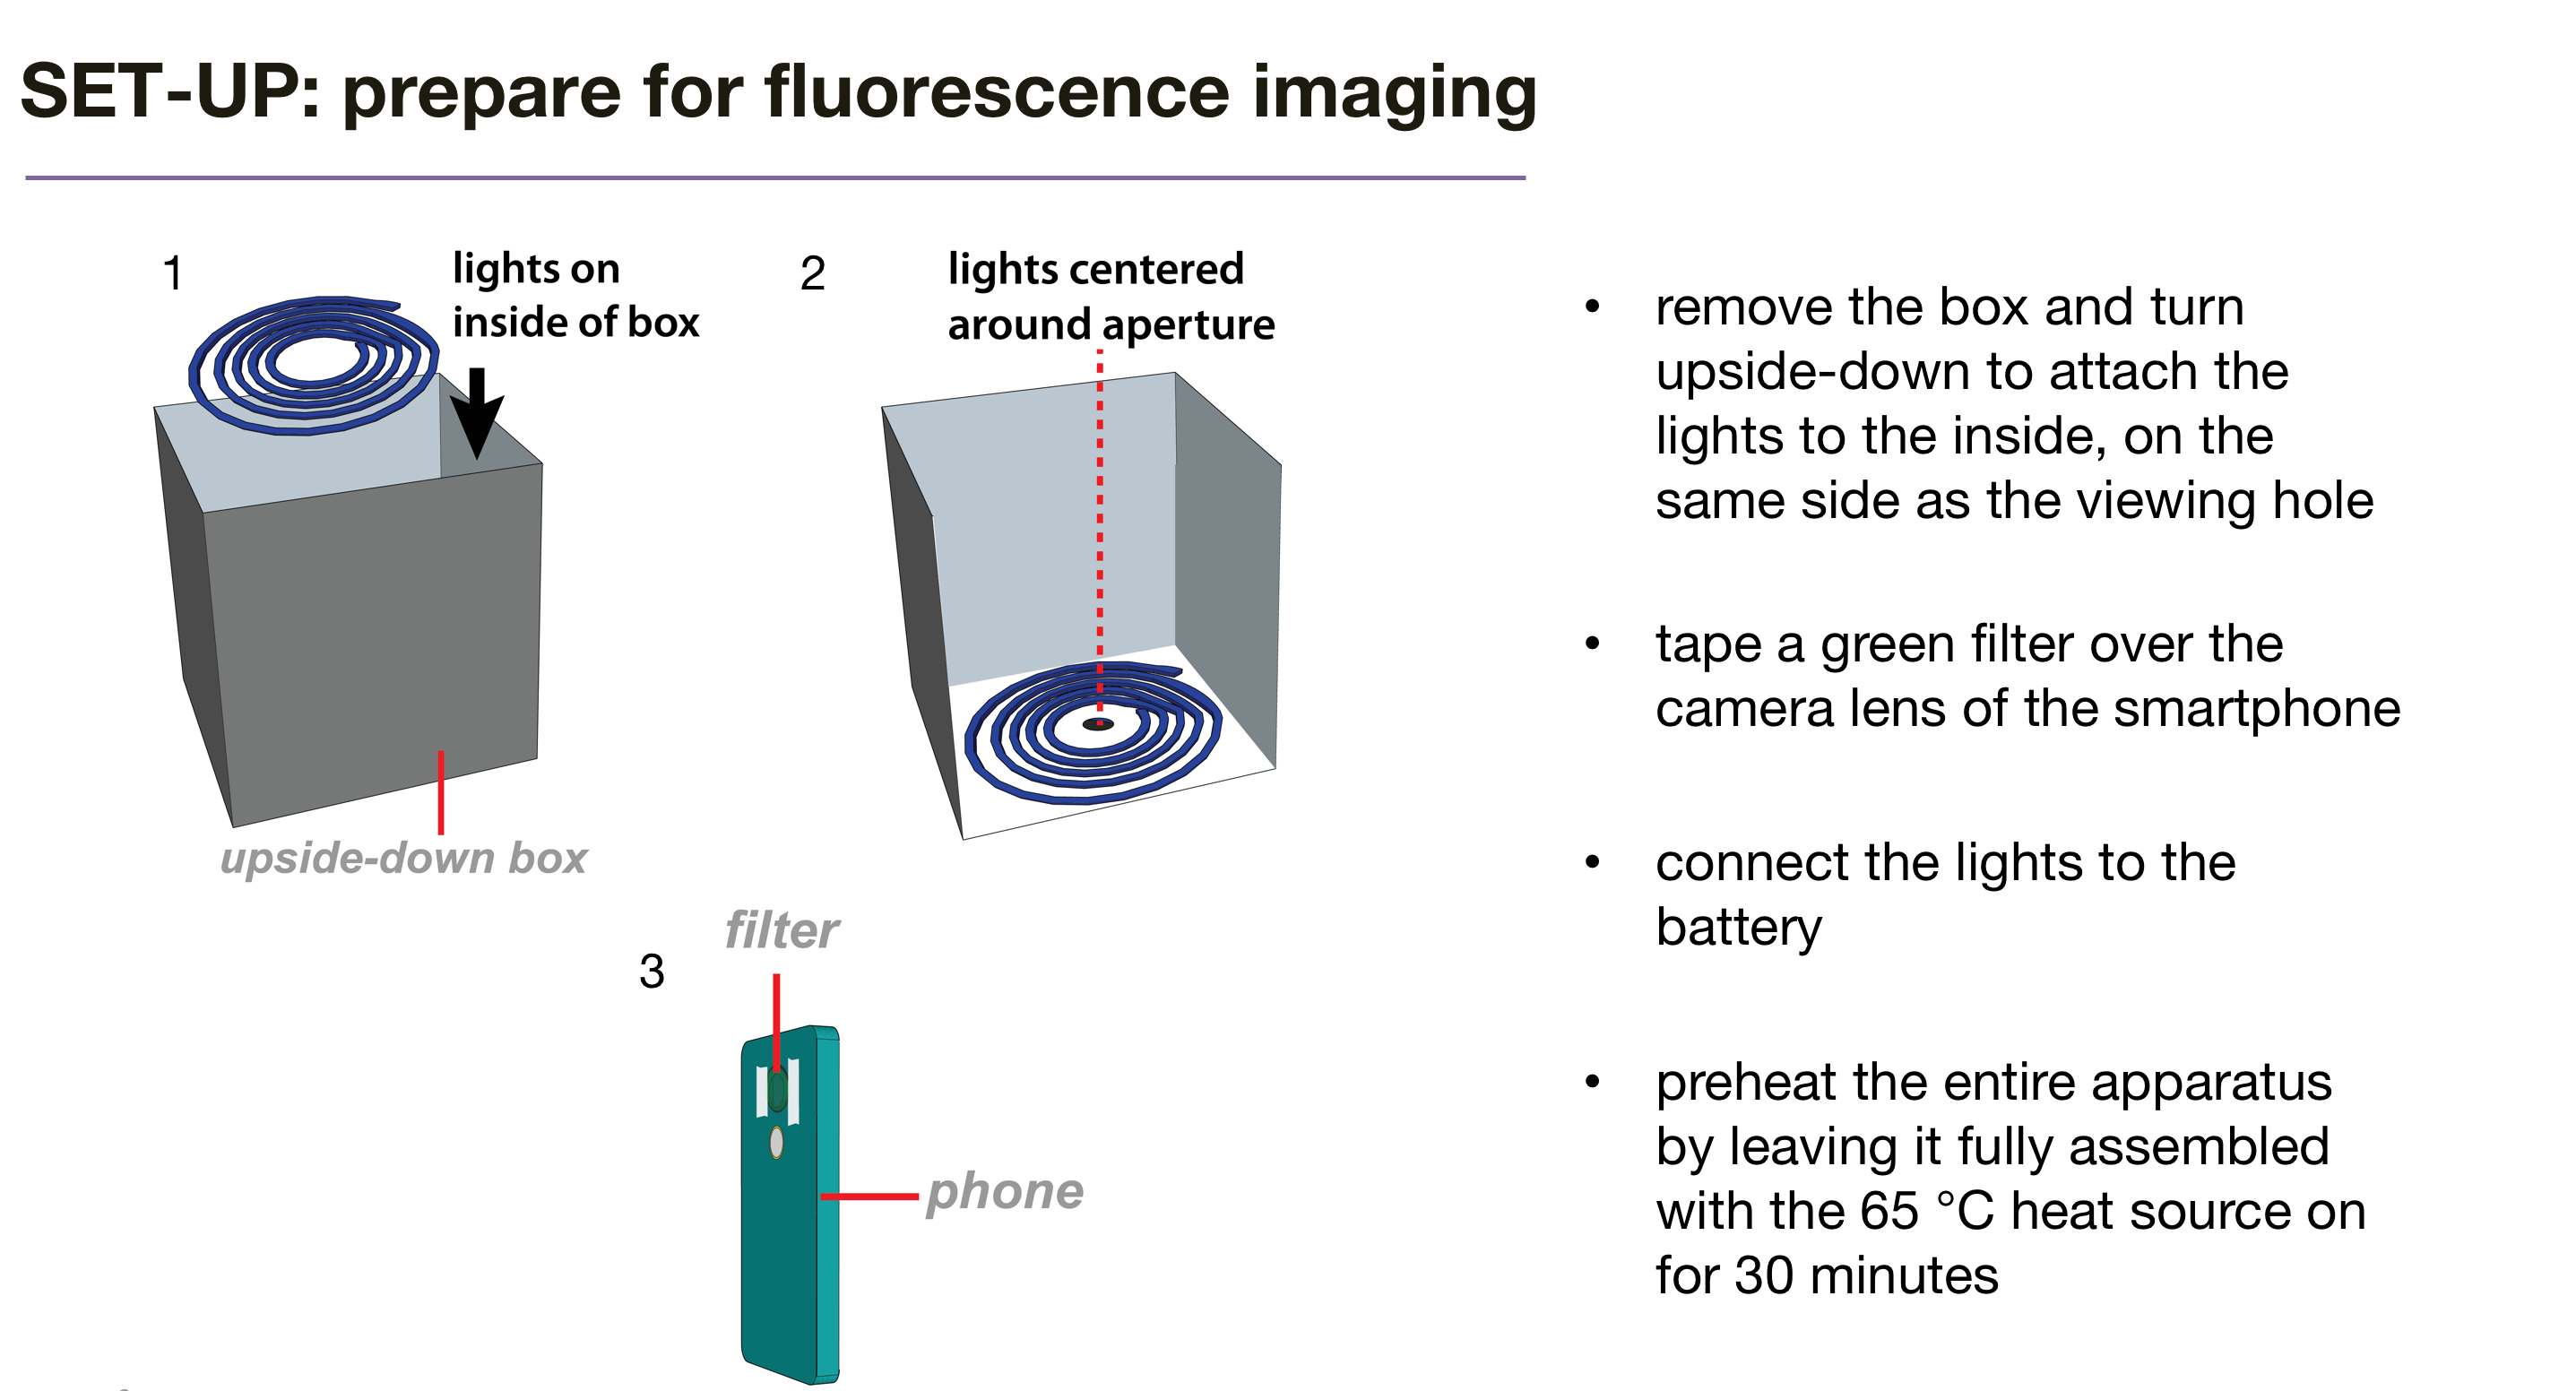 SET-UP: prepare for fluorescence imaging
1
lights on
inside of box
upside-down box
2
lights centered
around aperture
3
filter
phone
• remove the box and turn
upside-down to attach the
lights to the inside, on the
same side as the viewing hole
• tape a green filter over the
camera lens of the smartphone
• connect the lights to the
battery
• preheat the entire apparatus
by leaving it fully assembled
with the 65 °C heat source on
for 30 minutes